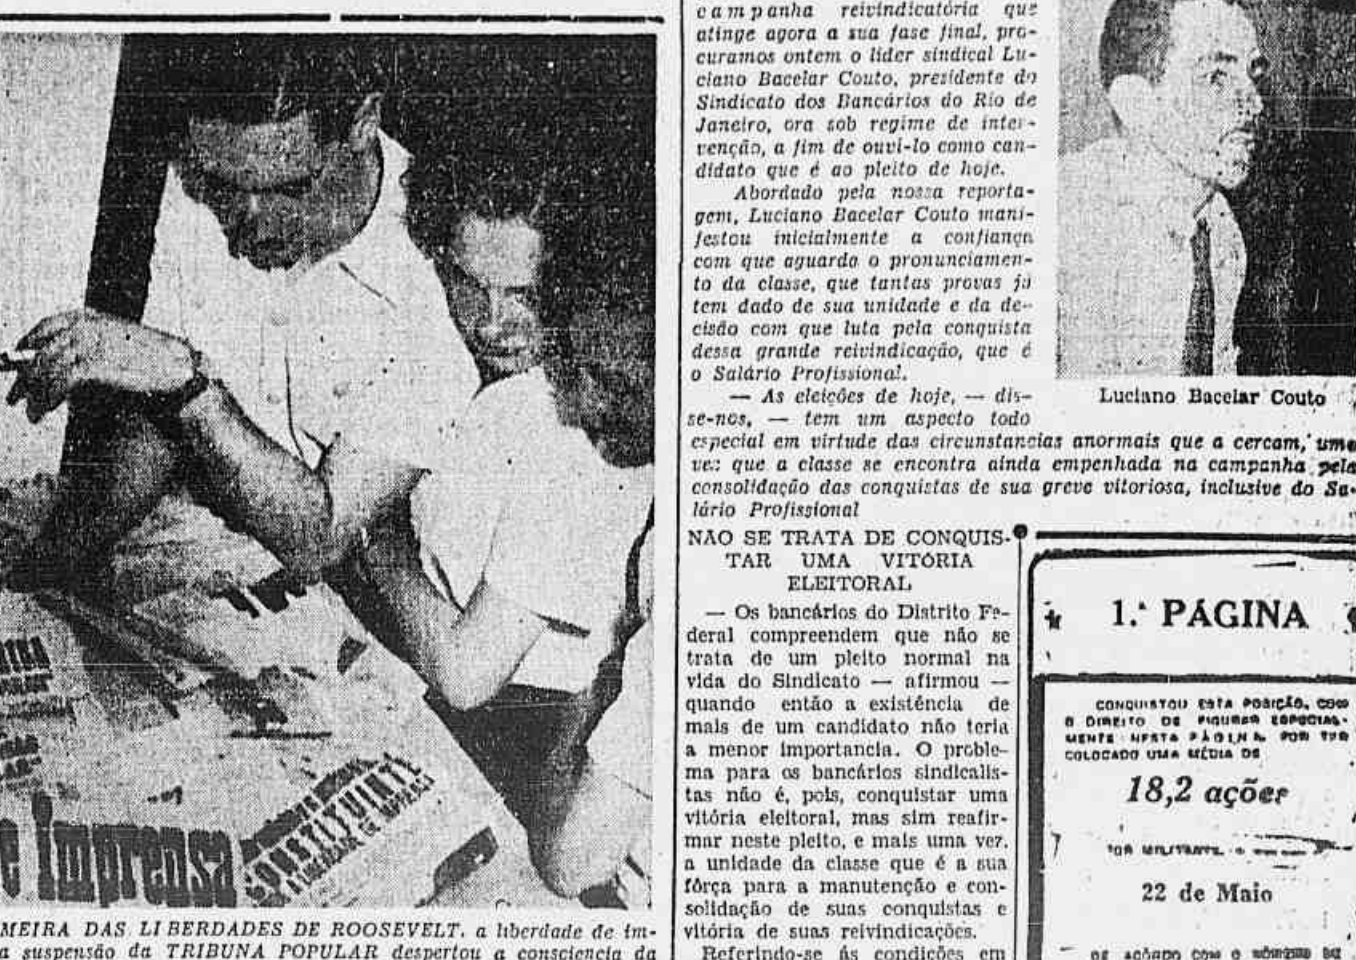 campanha reivindicatória que
atinge agora a sua fase final, pro-
curamos ontem o lider sindical Lu-
ciano Bacelar Couto, presidente do
Sindicato dos Bancários do Rio de
Janeiro, ora sob regime de inter-
venção, a fim de ouvi-lo como can-
didato que é ao pleito de hoje.
Abordado pela nossa reporta-
gem, Luciano Bacelar Couto mani-
festou inicialmente a confiança
com que aguarda o pronunciamen-
to da classe, que tantas provas já
tem dado de sua unidade e da de-
cisão com que luta pela conquista
dessa grande reivindicação, que é
o Salário Profissional.
— As eleições de hoje, — dis-
se-nos, — tem um aspecto todo
especial em virtude das circunstancias anormais que a cercam, uma
vez que a classe se encontra ainda empenhada na campanha pela
consolidação das conquistas de sua greve vitoriosa, inclusive do Sa-
lário Profissional
Luciano Bacelar Couto
NÃO SE TRATA DE CONQUIS-
TAR UMA VITÓRIA
ELEITORAL
— Os bancários do Distrito Fe-
deral compreendem que não se
trata de um pleito normal na
vida do Sindicato — afirmou —
quando então a existência de
mais de um candidato não teria
a menor importancia. O proble-
ma para os bancários sindicalis-
tas não é, pois, conquistar uma
vitória eleitoral, mas sim reafir-
mar neste pleito, e mais uma vez,
a unidade da classe que é a sua
fôrça para a manutenção e con-
solidação de suas conquistas e
vitória de suas reivindicações.
Referindo-se ás condições em
1.ª PÁGINA
CONQUISTOU ESTA POSIÇÃO, COM
O DIREITO DE FIGURAR ESPECIAL-
MENTE NESTA PÁGINA, POR TER
COLOCADO UMA MÉDIA DE
18,2 ações
POR MILITANTE
22 de Maio
DE ACÔRDO COM O NÚMERO DE
e imprensa
CONSTITUINTE
MEIRA DAS LIBERDADES DE ROOSEVELT, a liberdade de im-
a suspensão da TRIBUNA POPULAR despertou a consciencia da